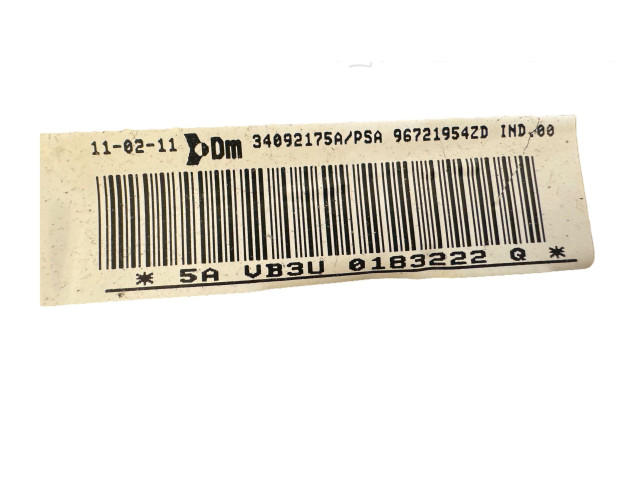 11-02-11 Dm 34092175A/PSA 96721954ZD IND.00
* 5A VB3U 0183222 Q *